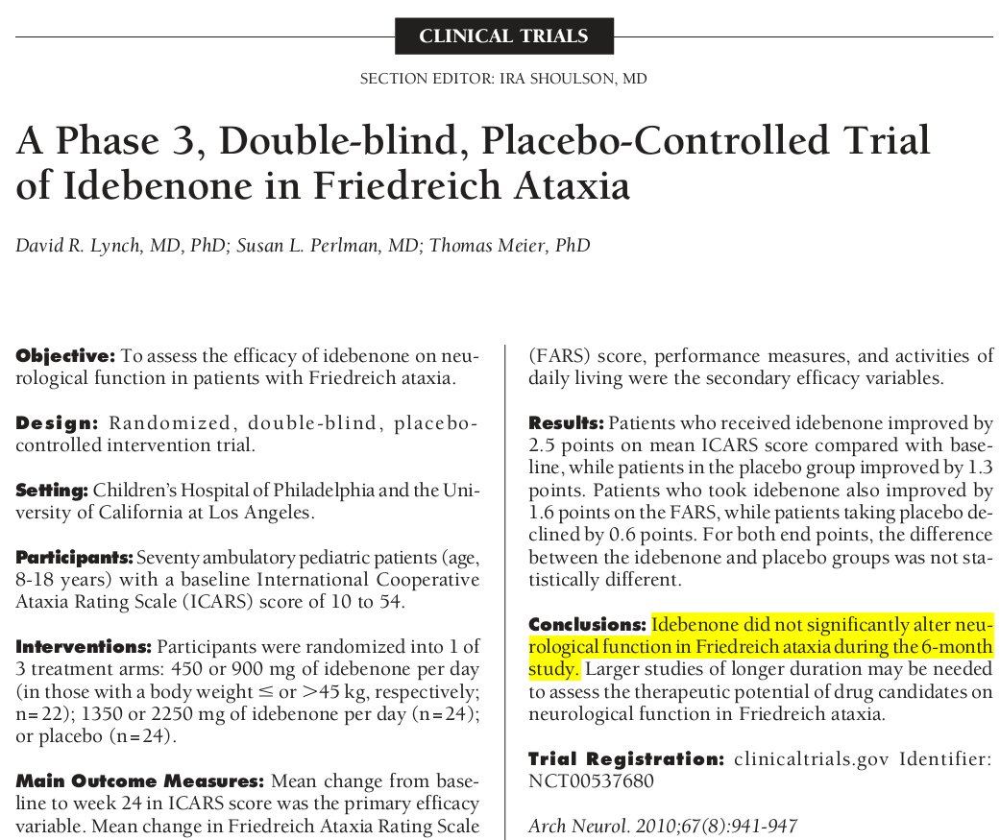 CLINICAL TRIALS
SECTION EDITOR: IRA SHOULSON, MD
A Phase 3, Double-blind, Placebo-Controlled Trial
of Idebenone in Friedreich Ataxia
David R. Lynch, MD, PhD; Susan L. Perlman, MD; Thomas Meier, PhD
Objective: To assess the efficacy of idebenone on neu-
rological function in patients with Friedreich ataxia.
Design: Randomized, double-blind, placebo-
controlled intervention trial.
Setting: Children's Hospital of Philadelphia and the Uni-
versity of California at Los Angeles.
Participants: Seventy ambulatory pediatric patients (age,
8-18 years) with a baseline International Cooperative
Ataxia Rating Scale (ICARS) score of 10 to 54.
Interventions: Participants were randomized into 1 of
3 treatment arms: 450 or 900 mg of idebenone per day
(in those with a body weight ≤ or >45 kg, respectively;
n=22); 1350 or 2250 mg of idebenone per day (n=24);
or placebo (n=24).
Main Outcome Measures: Mean change from base-
line to week 24 in ICARS score was the primary efficacy
variable. Mean change in Friedreich Ataxia Rating Scale
(FARS) score, performance measures, and activities of
daily living were the secondary efficacy variables.
Results: Patients who received idebenone improved by
2.5 points on mean ICARS score compared with base-
line, while patients in the placebo group improved by 1.3
points. Patients who took idebenone also improved by
1.6 points on the FARS, while patients taking placebo de-
clined by 0.6 points. For both end points, the difference
between the idebenone and placebo groups was not sta-
tistically different.
Conclusions: Idebenone did not significantly alter neu-
rological function in Friedreich ataxia during the 6-month
study. Larger studies of longer duration may be needed
to assess the therapeutic potential of drug candidates on
neurological function in Friedreich ataxia.
Trial Registration: clinicaltrials.gov Identifier:
NCT00537680
Arch Neurol. 2010;67(8):941-947